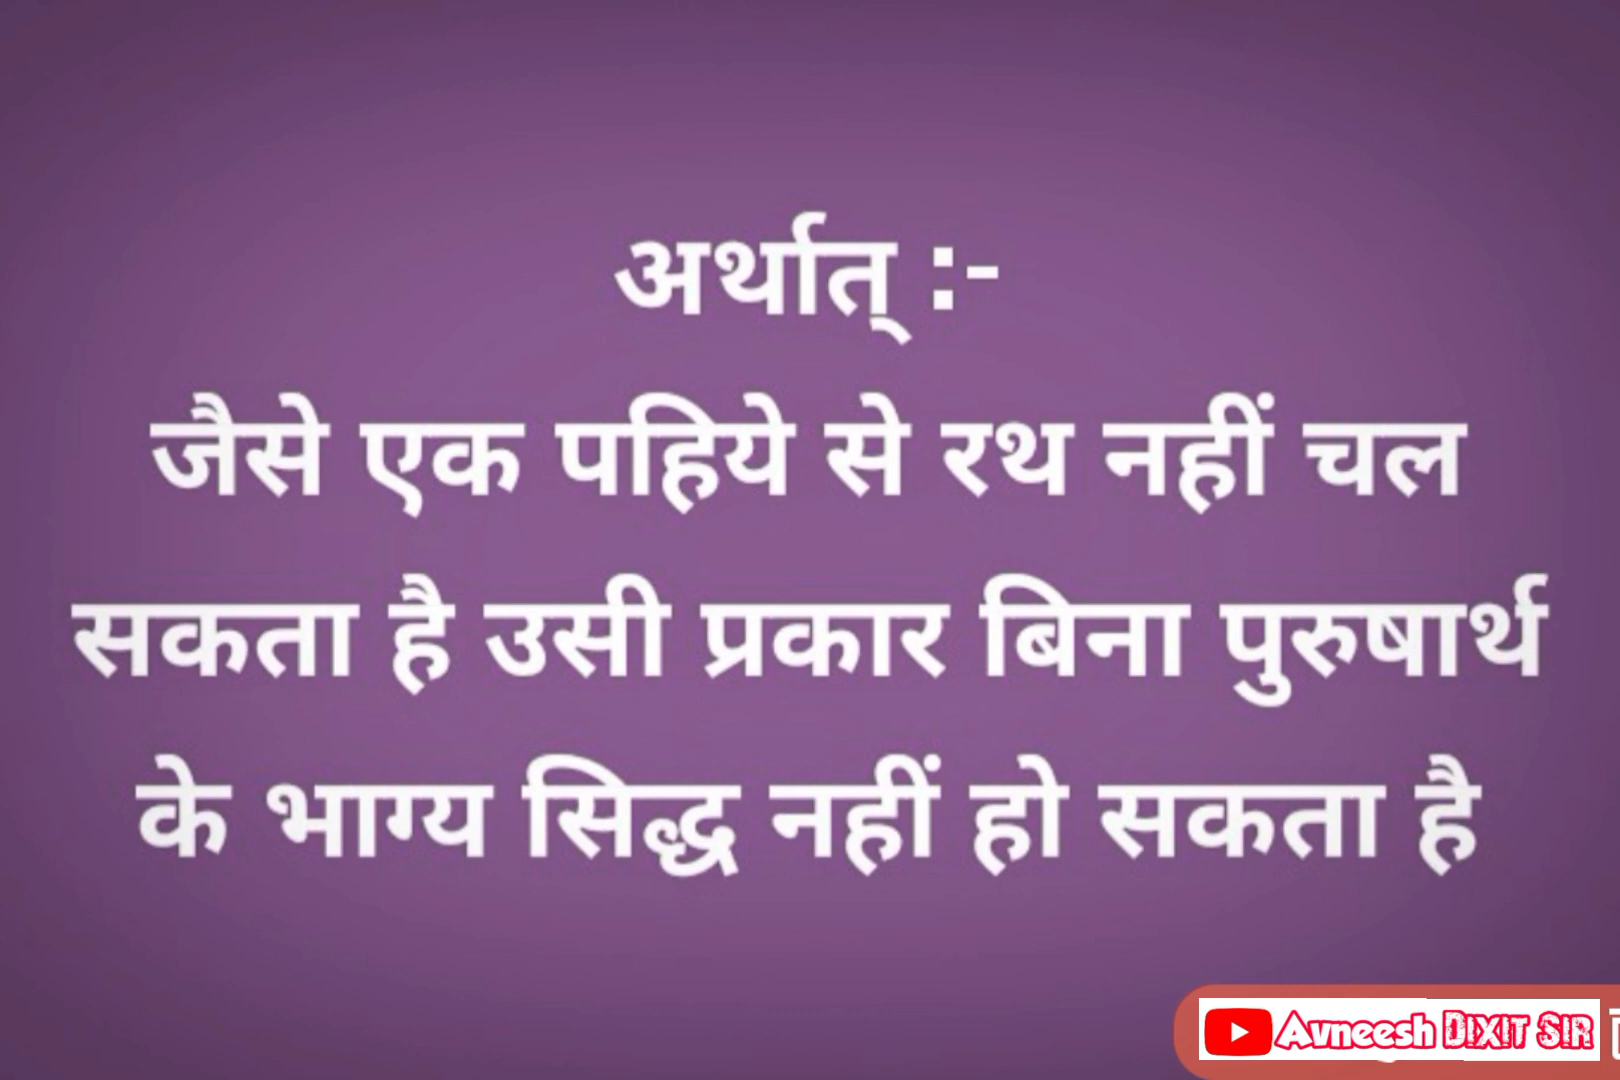 अर्थात् :-
जैसे एक पहिये से रथ नहीं चल
सकता है उसी प्रकार बिना पुरुषार्थ
के भाग्य सिद्ध नहीं हो सकता है
Avneesh DIXIT SIR